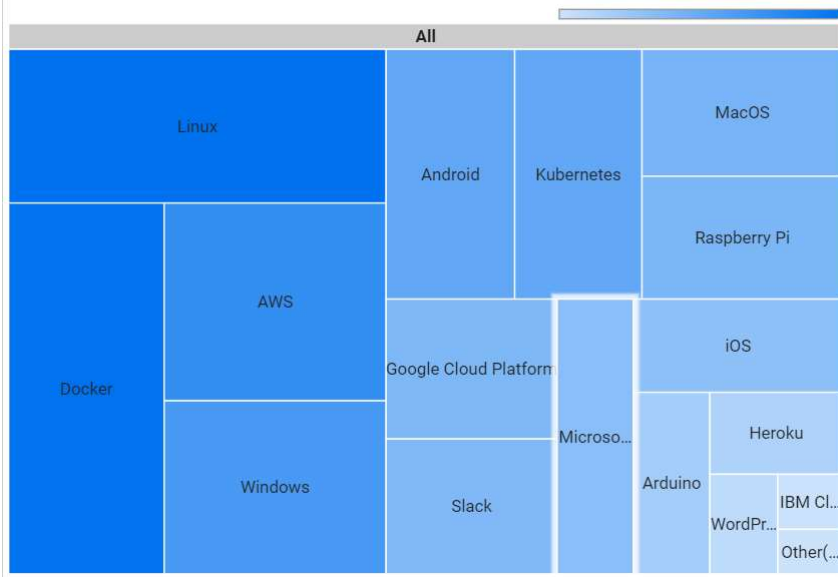 All
Linux
Android
Kubernetes
MacOS
Raspberry Pi
AWS
Docker
Windows
Google Cloud Platform
Microso...
iOS
Slack
Arduino
Heroku
WordPr...
IBM Cl...
Other(...